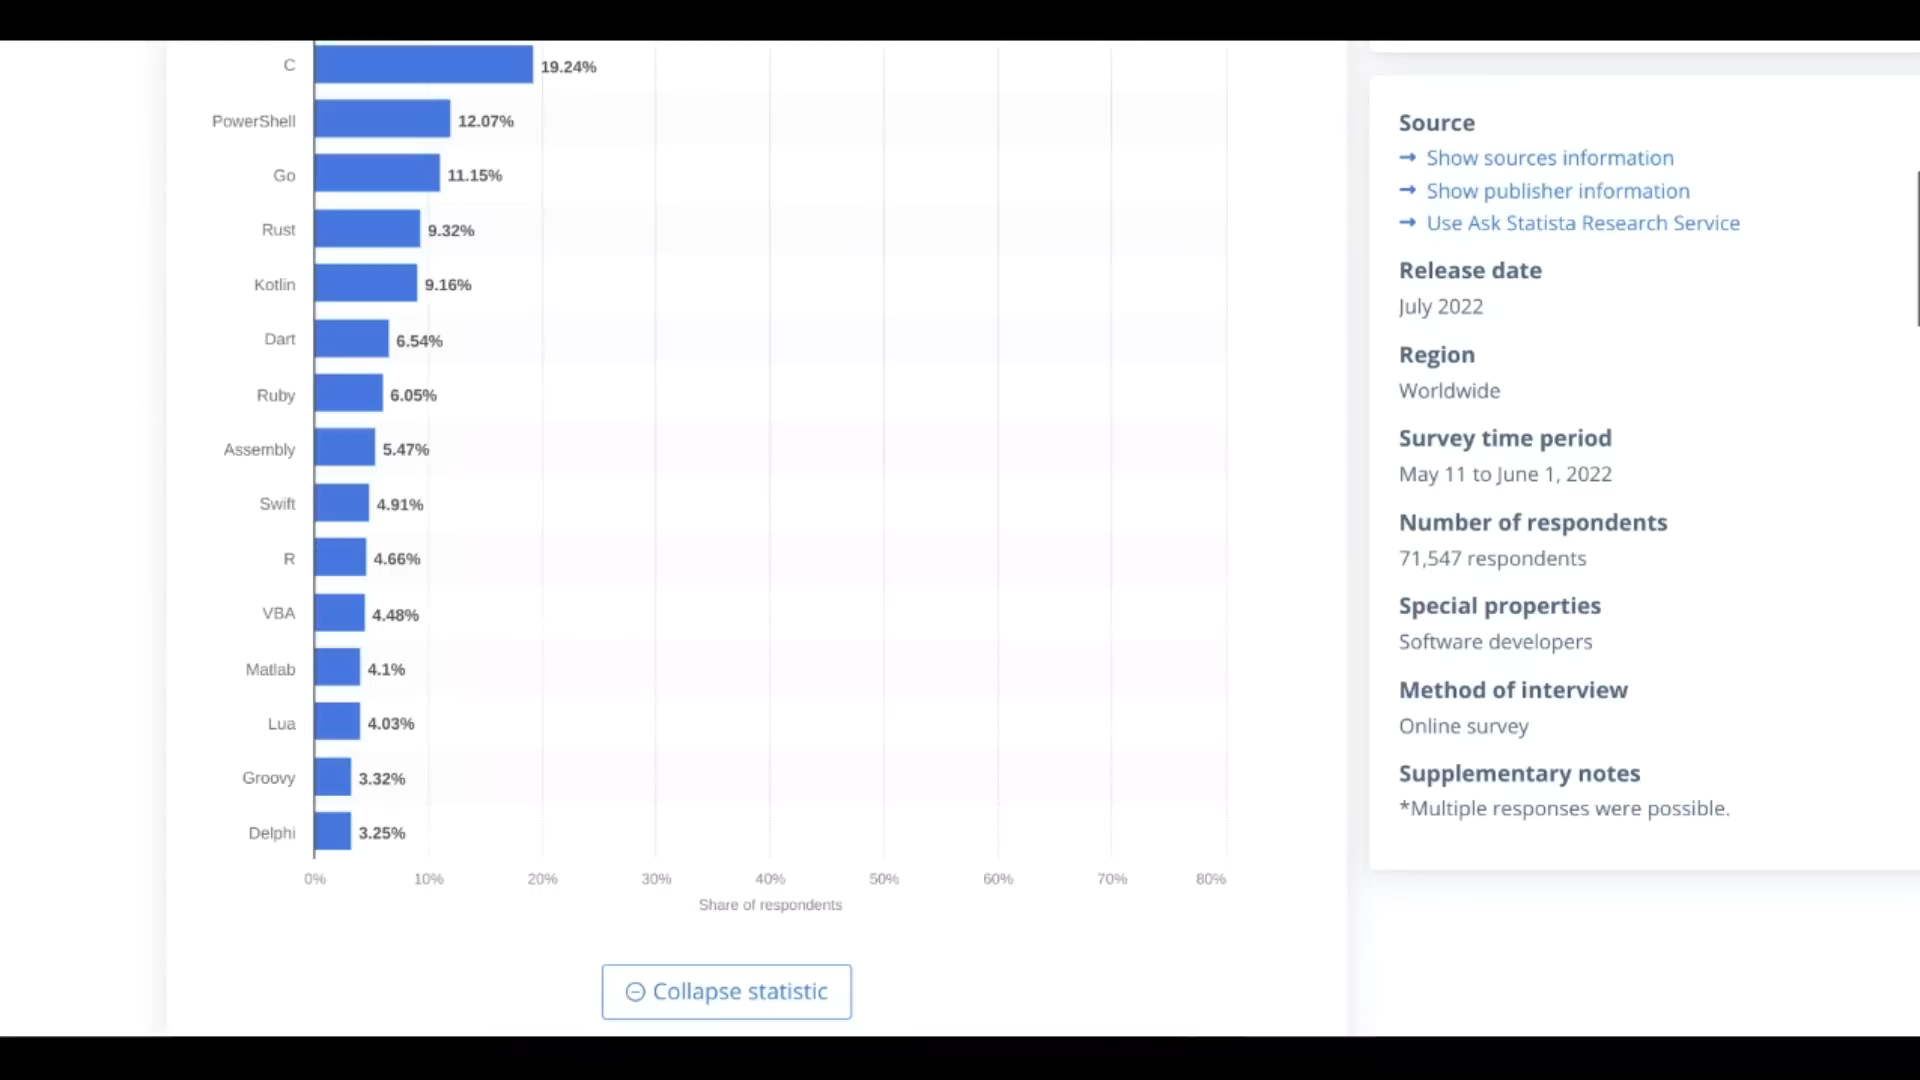 C 19.24%
PowerShell 12.07%
Go 11.15%
Rust 9.32%
Kotlin 9.16%
Dart 6.54%
Ruby 6.05%
Assembly 5.47%
Swift 4.91%
R 4.66%
VBA 4.48%
Matlab 4.1%
Lua 4.03%
Groovy 3.32%
Delphi 3.25%
0% 10% 20% 30% 40% 50% 60% 70% 80%
Share of respondents
Collapse statistic
Source
→ Show sources information
→ Show publisher information
→ Use Ask Statista Research Service
Release date
July 2022
Region
Worldwide
Survey time period
May 11 to June 1, 2022
Number of respondents
71,547 respondents
Special properties
Software developers
Method of interview
Online survey
Supplementary notes
*Multiple responses were possible.